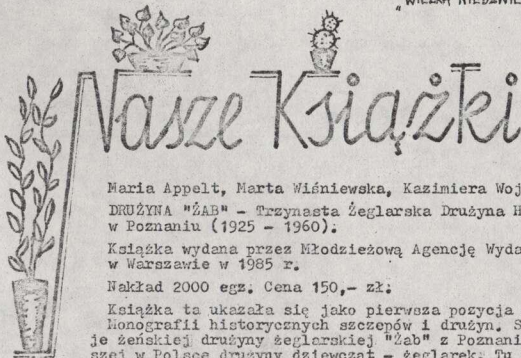 "WIELKA
Nasze Książki
Maria Appelt, Marta Wiśniewska, Kazimiera Woj
DRUŻYNA "ŻAB" - Trzynasta Żeglarska Drużyna H
w Poznaniu (1925 - 1960).
Książka wydana przez Młodzieżową Agencję Wyda
w Warszawie w 1985 r.
Nakład 2000 egz. Cena 150,- zł.
Książka ta ukazała się jako pierwsza pozycja
Monografii historycznych szczepów i drużyn. S
je żeńskiej drużyny żeglarskiej "Żab" z Poznani
szej w Polsce drużyny dziewcząt - żeglarek. Tu